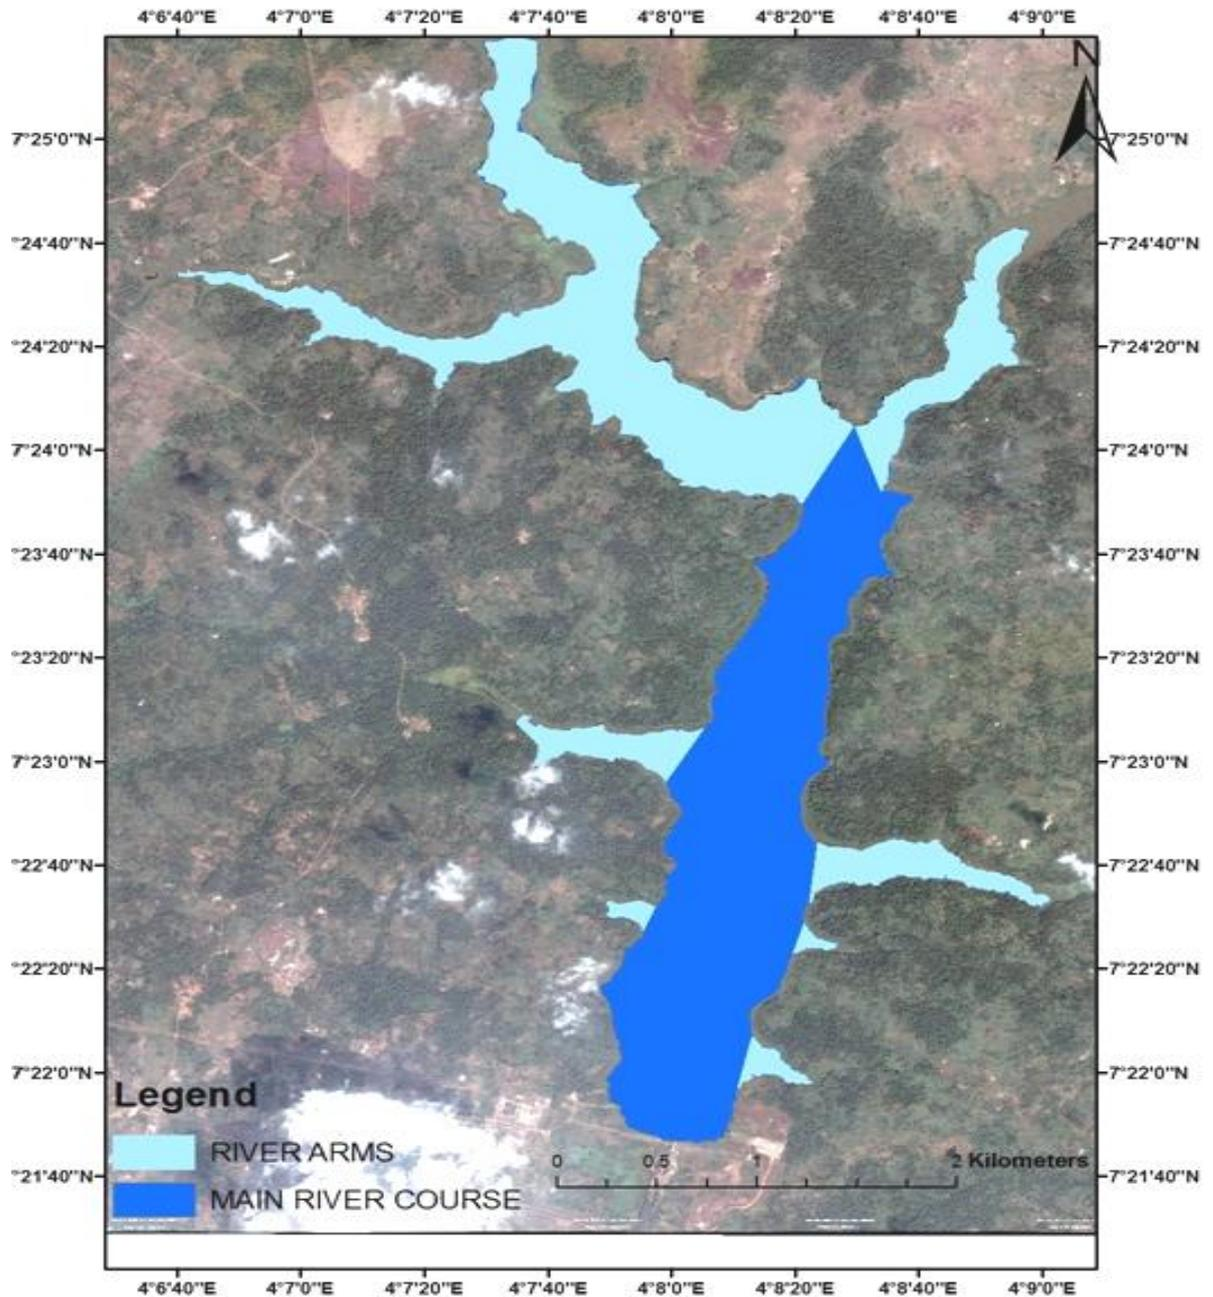 4°6'40"E 4°7'0"E 4°7'20"E 4°7'40"E 4°8'0"E 4°8'20"E 4°8'40"E 4°9'0"E
N
7°25'0"N 7°25'0"N
°24'40"N 7°24'40"N
°24'20"N 7°24'20"N
7°24'0"N 7°24'0"N
°23'40"N 7°23'40"N
°23'20"N 7°23'20"N
7°23'0"N 7°23'0"N
°22'40"N 7°22'40"N
°22'20"N 7°22'20"N
7°22'0"N 7°22'0"N
Legend
RIVER ARMS
MAIN RIVER COURSE
0 0.5 1 2 Kilometers
°21'40"N 7°21'40"N
4°6'40"E 4°7'0"E 4°7'20"E 4°7'40"E 4°8'0"E 4°8'20"E 4°8'40"E 4°9'0"E